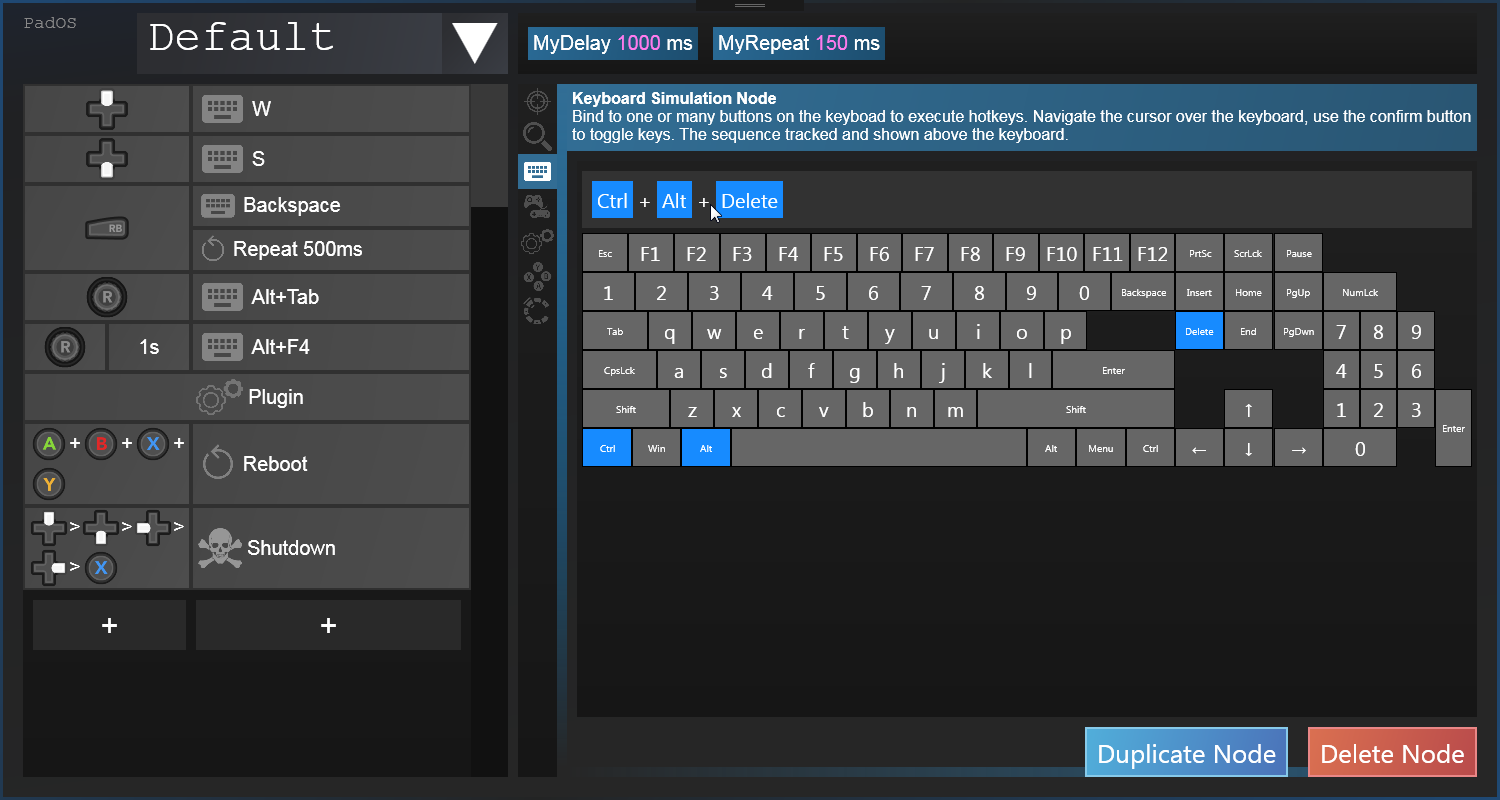 PadOS
Default
MyDelay 1000 ms
MyRepeat 150 ms
W
S
RB
Backspace
Repeat 500ms
R
Alt+Tab
R
1s
Alt+F4
Plugin
A + B + X +
Y
Reboot
> > >
> X
Shutdown
+
+
Y
X B
A
Keyboard Simulation Node
Bind to one or many buttons on the keyboad to execute hotkeys. Navigate the cursor over the keyboard, use the confirm button
to toggle keys. The sequence tracked and shown above the keyboard.
Ctrl + Alt + Delete
Esc F1 F2 F3 F4 F5 F6 F7 F8 F9 F10 F11 F12 PrtSc ScrLck Pause
1 2 3 4 5 6 7 8 9 0 Backspace Insert Home PgUp NumLck
Tab q w e r t y u i o p Delete End PgDwn 7 8 9
CpsLck a s d f g h j k l Enter 4 5 6
Shift z x c v b n m Shift ↑ 1 2 3 Enter
Ctrl Win Alt Alt Menu Ctrl ← ↓ → 0
Duplicate Node
Delete Node